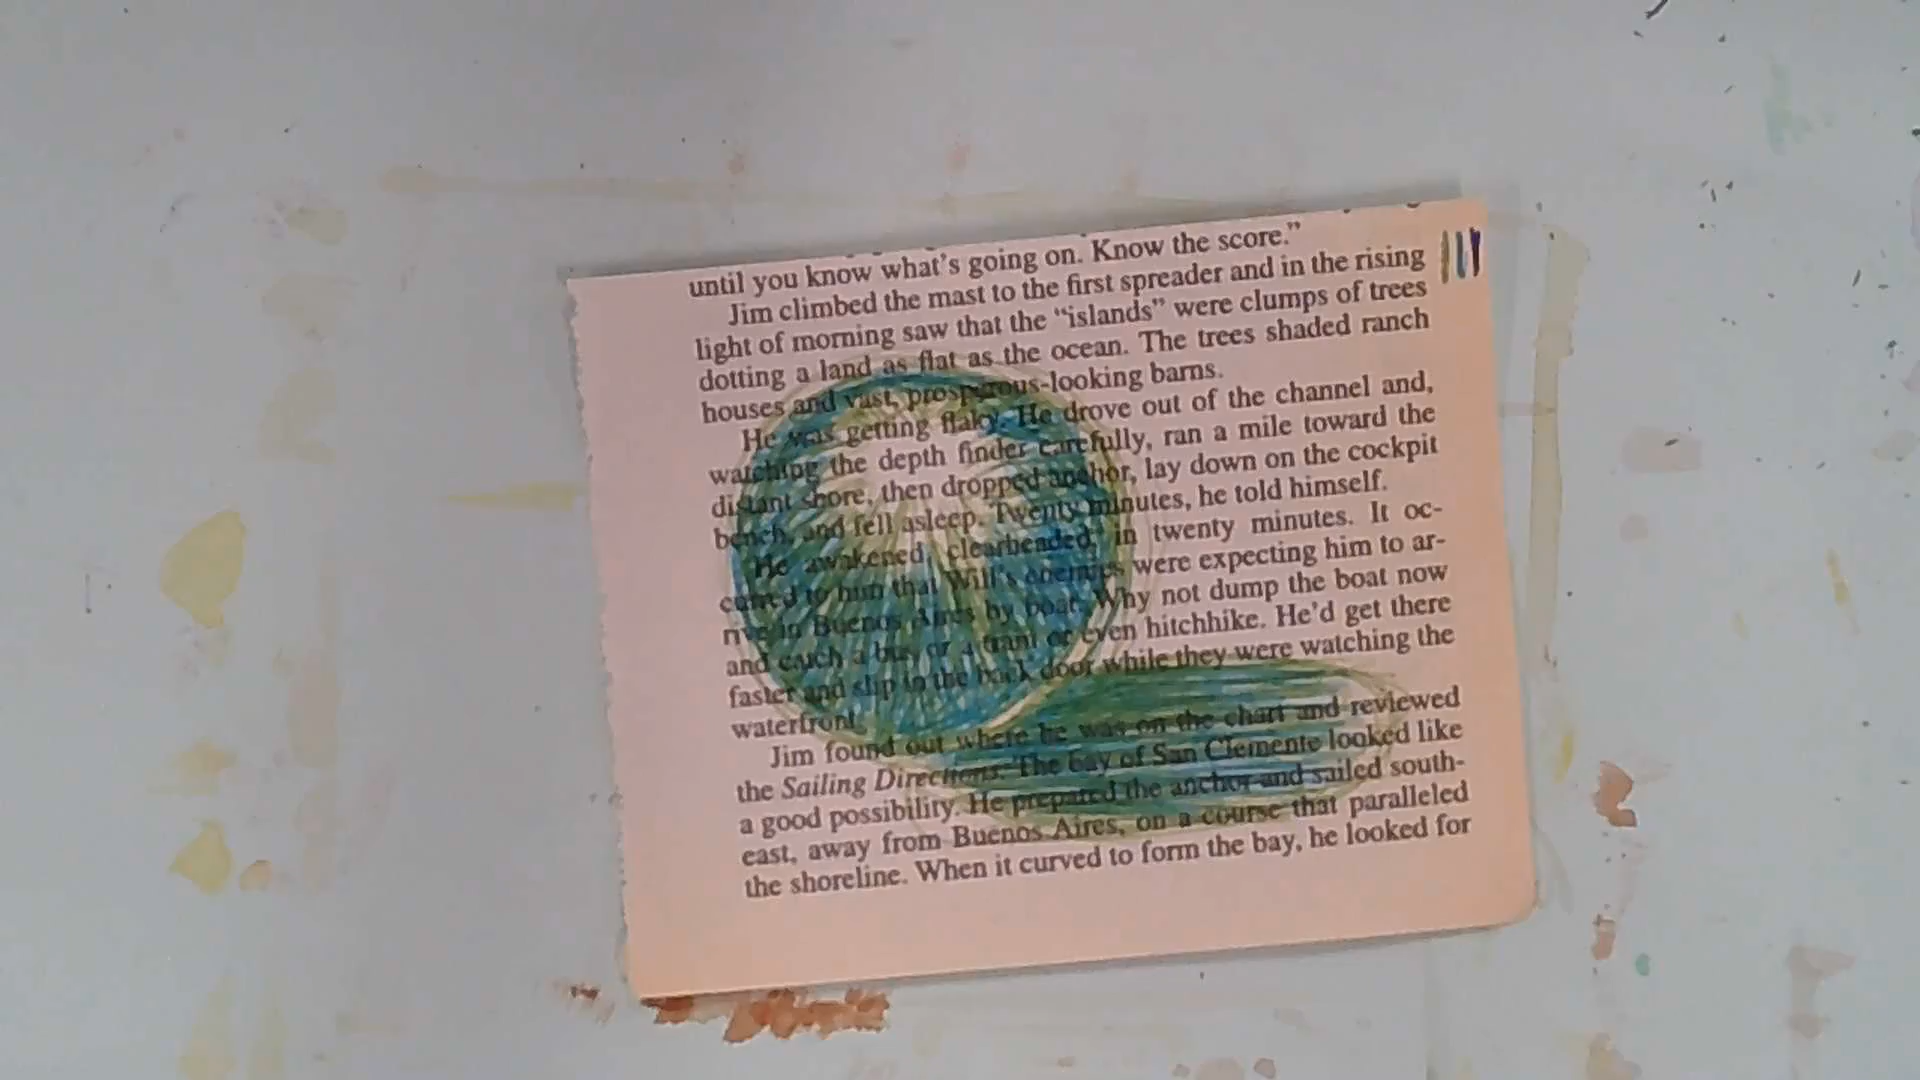 until you know what's going on. Know the score."
Jim climbed the mast to the first spreader and in the rising
light of morning saw that the "islands" were clumps of trees
dotting a land as flat as the ocean. The trees shaded ranch
houses and vast, prosperous-looking barns.
He was getting flaky. He drove out of the channel and,
watching the depth finder carefully, ran a mile toward the
distant shore, then dropped anchor, lay down on the cockpit
bench, and fell asleep. Twenty minutes, he told himself.
He awakened, clearheaded, in twenty minutes. It oc-
curred to him that Will's enemies were expecting him to ar-
rive in Buenos Aires by boat. Why not dump the boat now
and catch a bus or a train or even hitchhike. He'd get there
faster and slip in the back door while they were watching the
waterfront.
Jim found out where he was on the chart and reviewed
the Sailing Directions. The bay of San Clemente looked like
a good possibility. He prepared the anchor and sailed south-
east, away from Buenos Aires, on a course that paralleled
the shoreline. When it curved to form the bay, he looked for